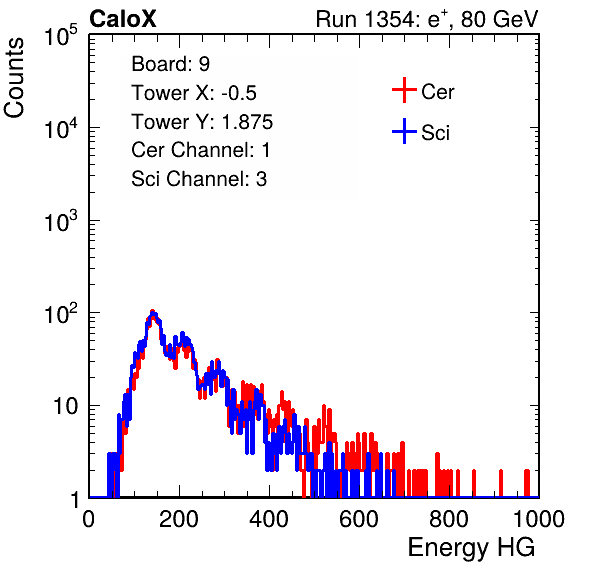 CaloX Run 1354: e⁺, 80 GeV
Counts
Board: 9
Tower X: -0.5
Tower Y: 1.875
Cer Channel: 1
Sci Channel: 3
Cer
Sci
10⁵
10⁴
10³
10²
10
1
0 200 400 600 800 1000
Energy HG